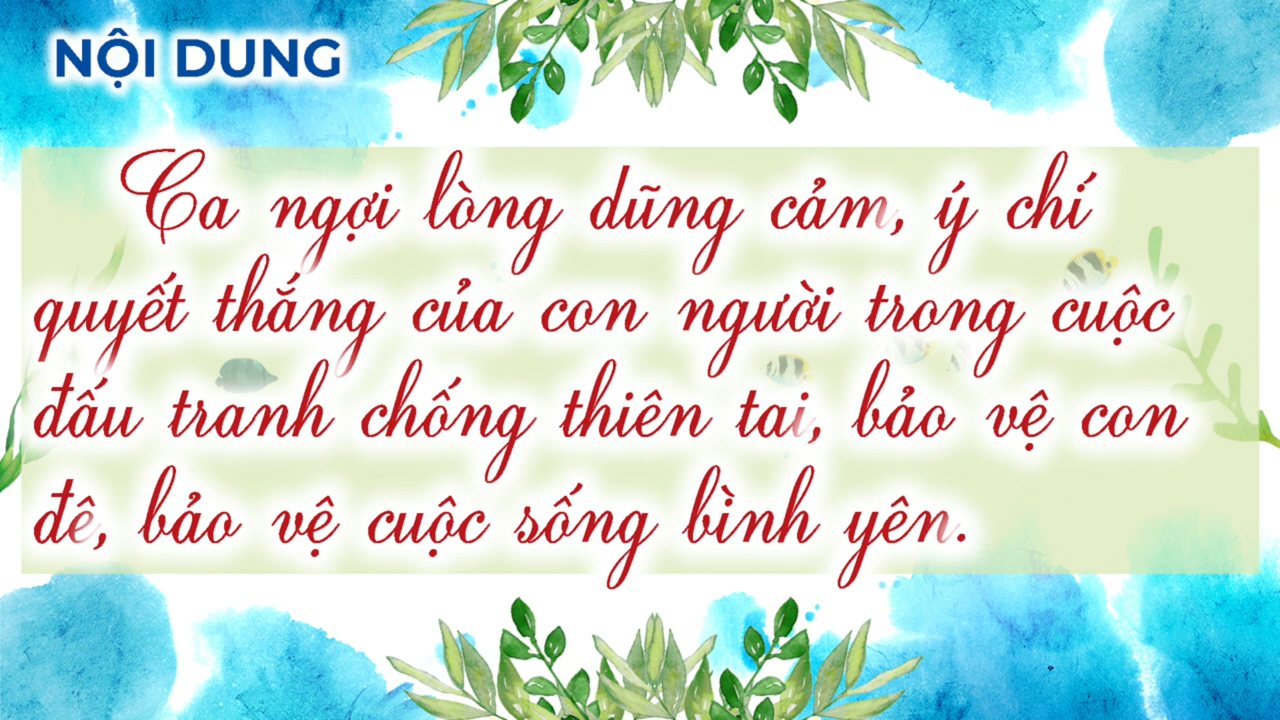 NỘI DUNG
Ca ngợi lòng dũng cảm, ý chí
quyết thắng của con người trong cuộc
đấu tranh chống thiên tai, bảo vệ con
đê, bảo vệ cuộc sống bình yên.